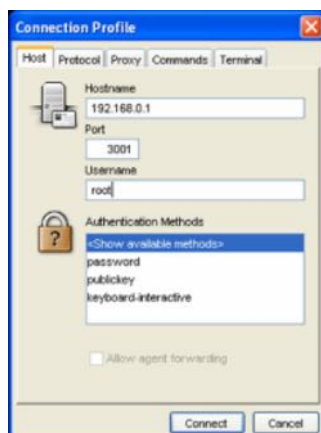 Connection Profile
Host Protocol Proxy Commands Terminal
Hostname
192.168.0.1
Port
3001
Username
root
Authentication Methods
<Show available methods>
password
publickey
keyboard-interactive
Allow agent forwarding
Connect Cancel